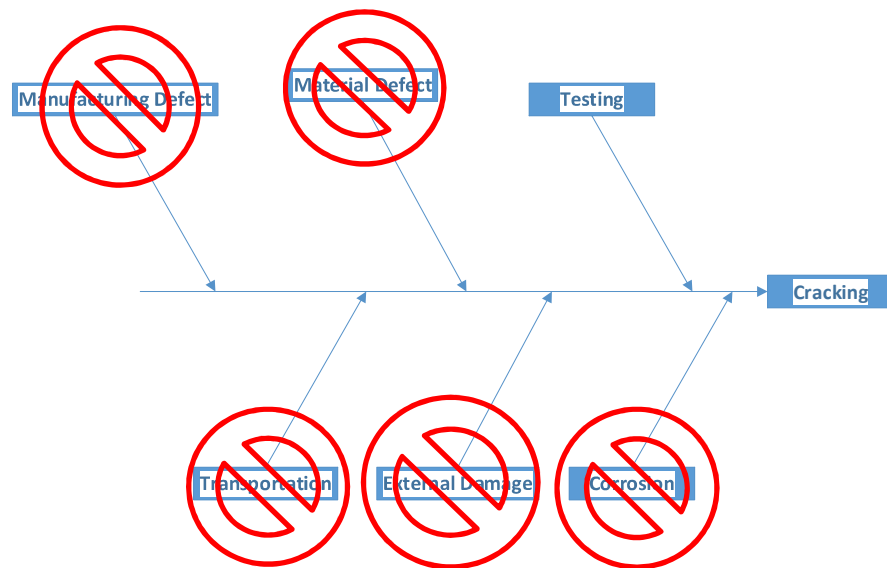 Manufacturing Defect
Material Defect
Testing
Cracking
Transportation
External Damage
Corrosion